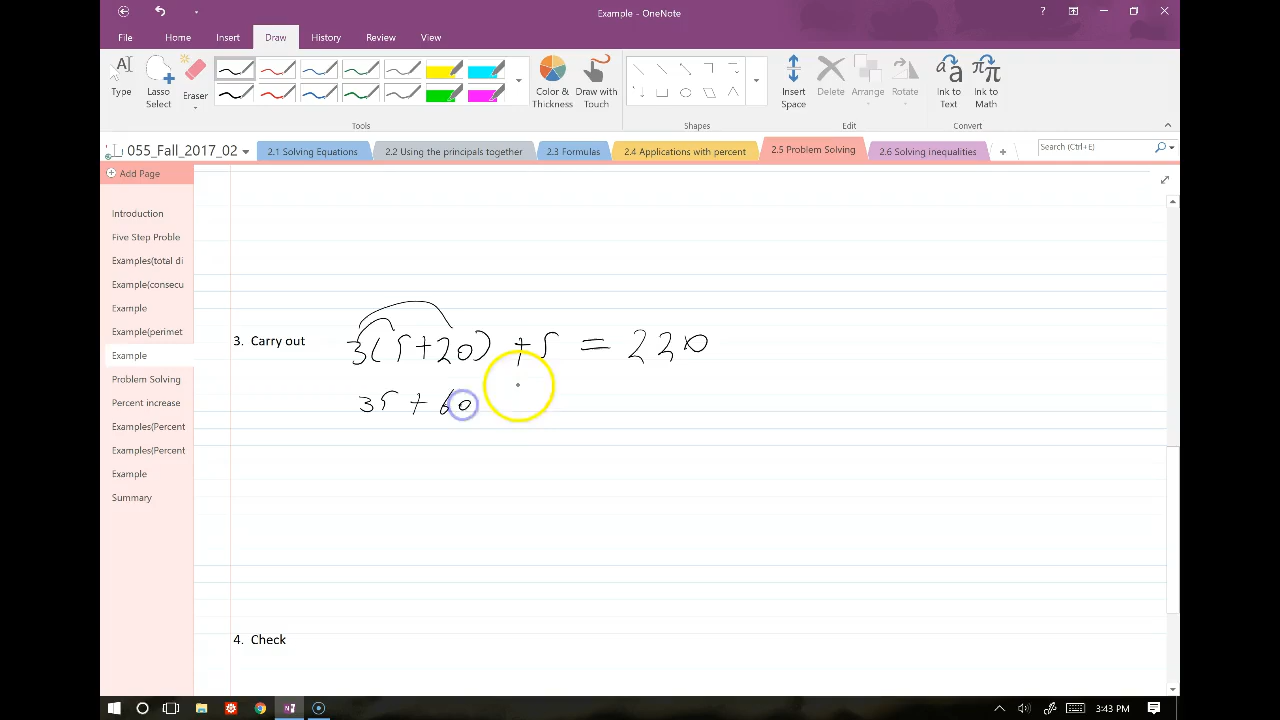 Example - OneNote
?
File Home Insert Draw History Review View
Type
Lasso Select
Eraser
Color & Thickness
Draw with Touch
Insert Space
Delete
Arrange
Rotate
Ink to Text
Ink to Math
Tools
Shapes
Edit
Convert
055_Fall_2017_02
2.1 Solving Equations
2.2 Using the principals together
2.3 Formulas
2.4 Applications with percent
2.5 Problem Solving
2.6 Solving inequalities
Search (Ctrl+E)
Add Page
Introduction
Five Step Proble
Examples(total di
Example(consecu
Example
Example(perimet
Example
Problem Solving
Percent increase
Examples(Percent
Examples(Percent
Example
Summary
3. Carry out
3(5+20) + 5 = 220
35 + 60
4. Check
3:43 PM